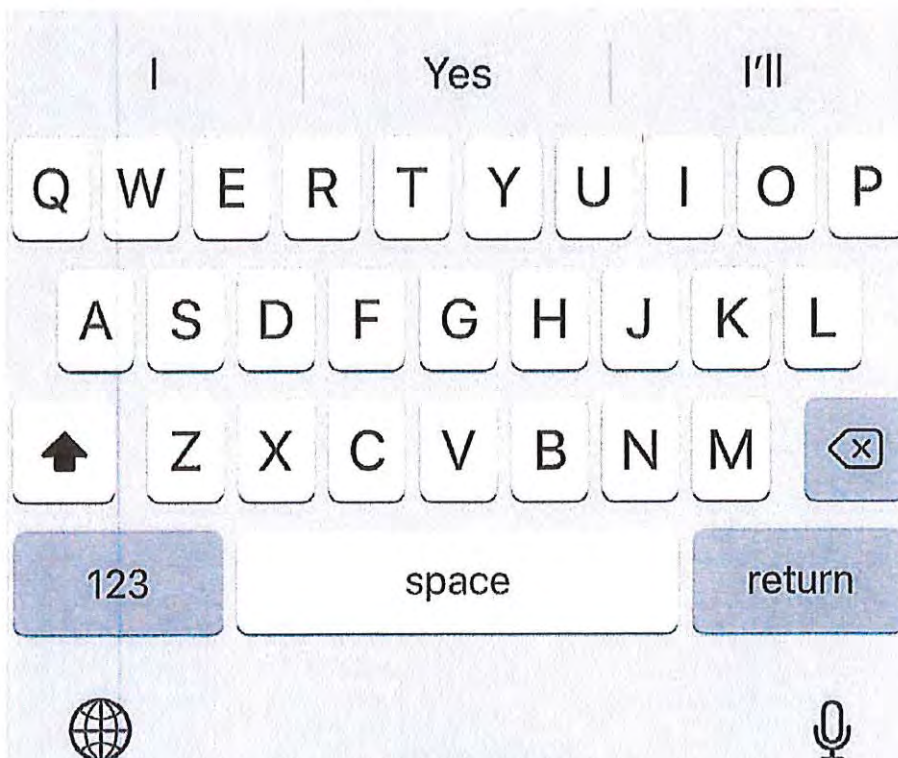 I Yes I'll
Q W E R T Y U I O P
A S D F G H J K L
Z X C V B N M
123 space return